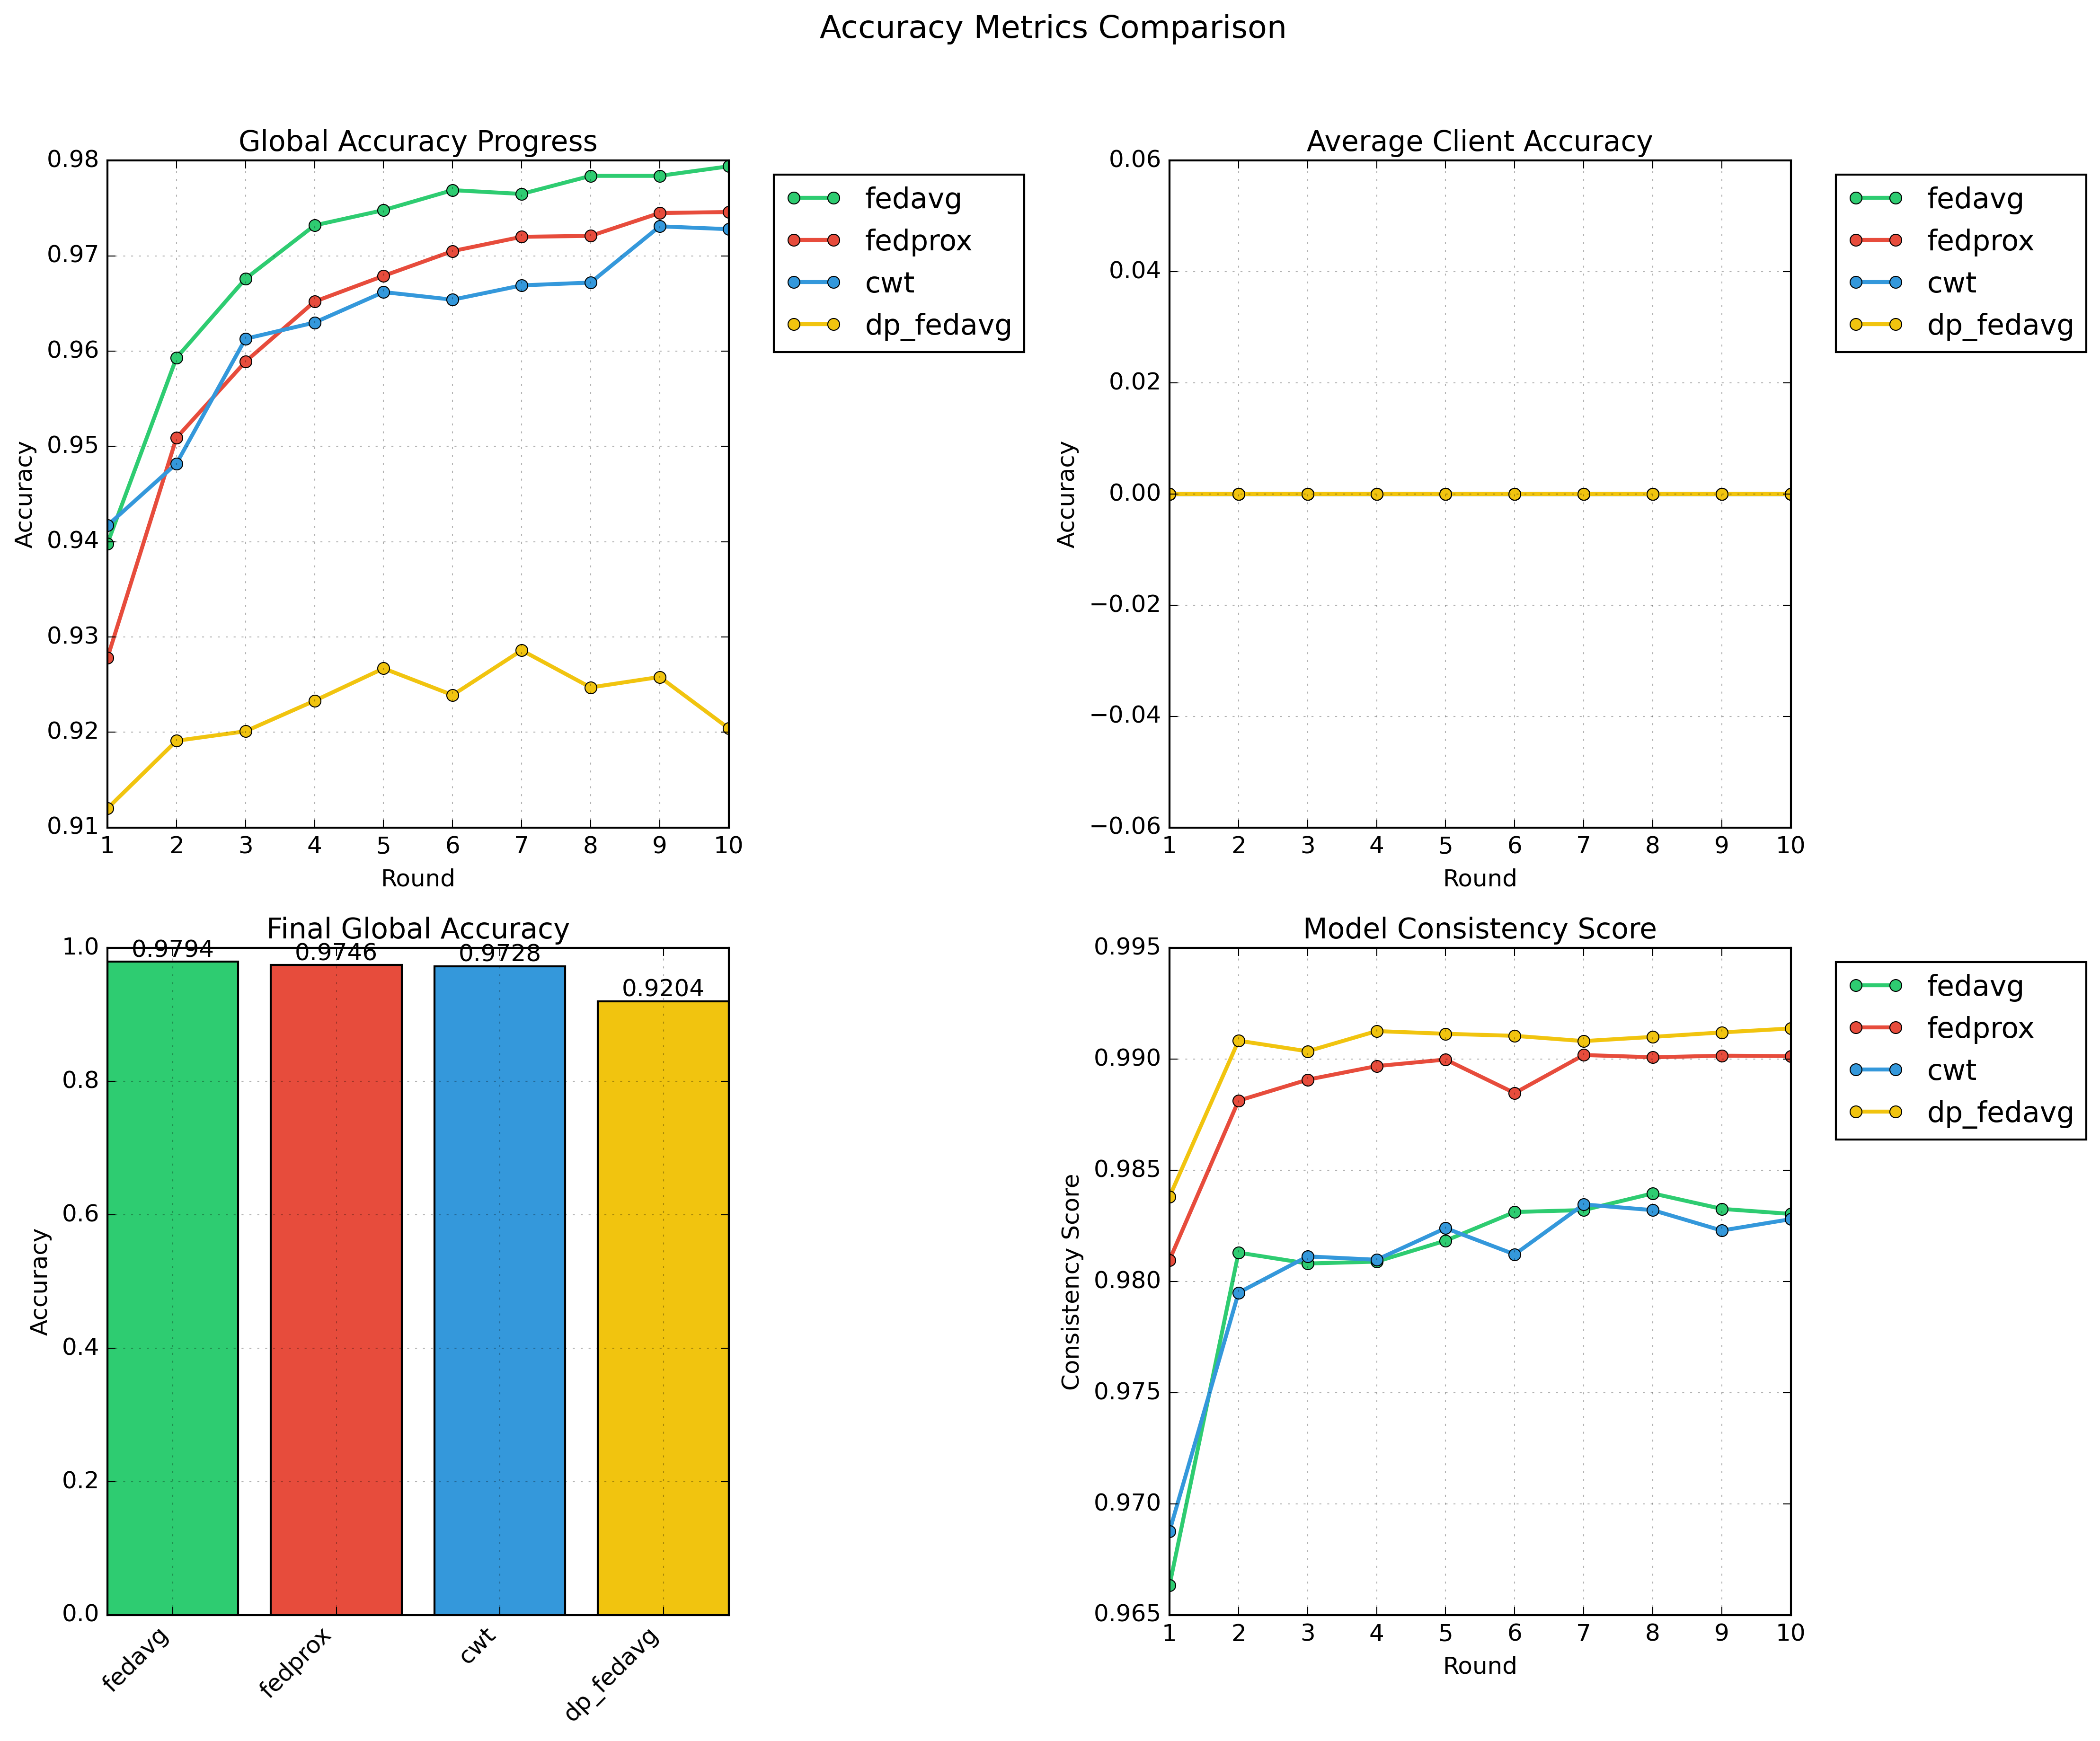 Accuracy Metrics Comparison
Global Accuracy Progress
0.98
0.97
0.96
0.95
0.94
0.93
0.92
0.91
Accuracy
1 2 3 4 5 6 7 8 9 10
Round
fedavg
fedprox
cwt
dp_fedavg
Average Client Accuracy
0.06
0.04
0.02
0.00
−0.02
−0.04
−0.06
Accuracy
1 2 3 4 5 6 7 8 9 10
Round
fedavg
fedprox
cwt
dp_fedavg
Final Global Accuracy
1.0
0.8
0.6
0.4
0.2
0.0
Accuracy
0.9794 0.9746 0.9728 0.9204
fedavg fedprox cwt dp_fedavg
Model Consistency Score
0.995
0.990
0.985
0.980
0.975
0.970
0.965
Consistency Score
1 2 3 4 5 6 7 8 9 10
Round
fedavg
fedprox
cwt
dp_fedavg